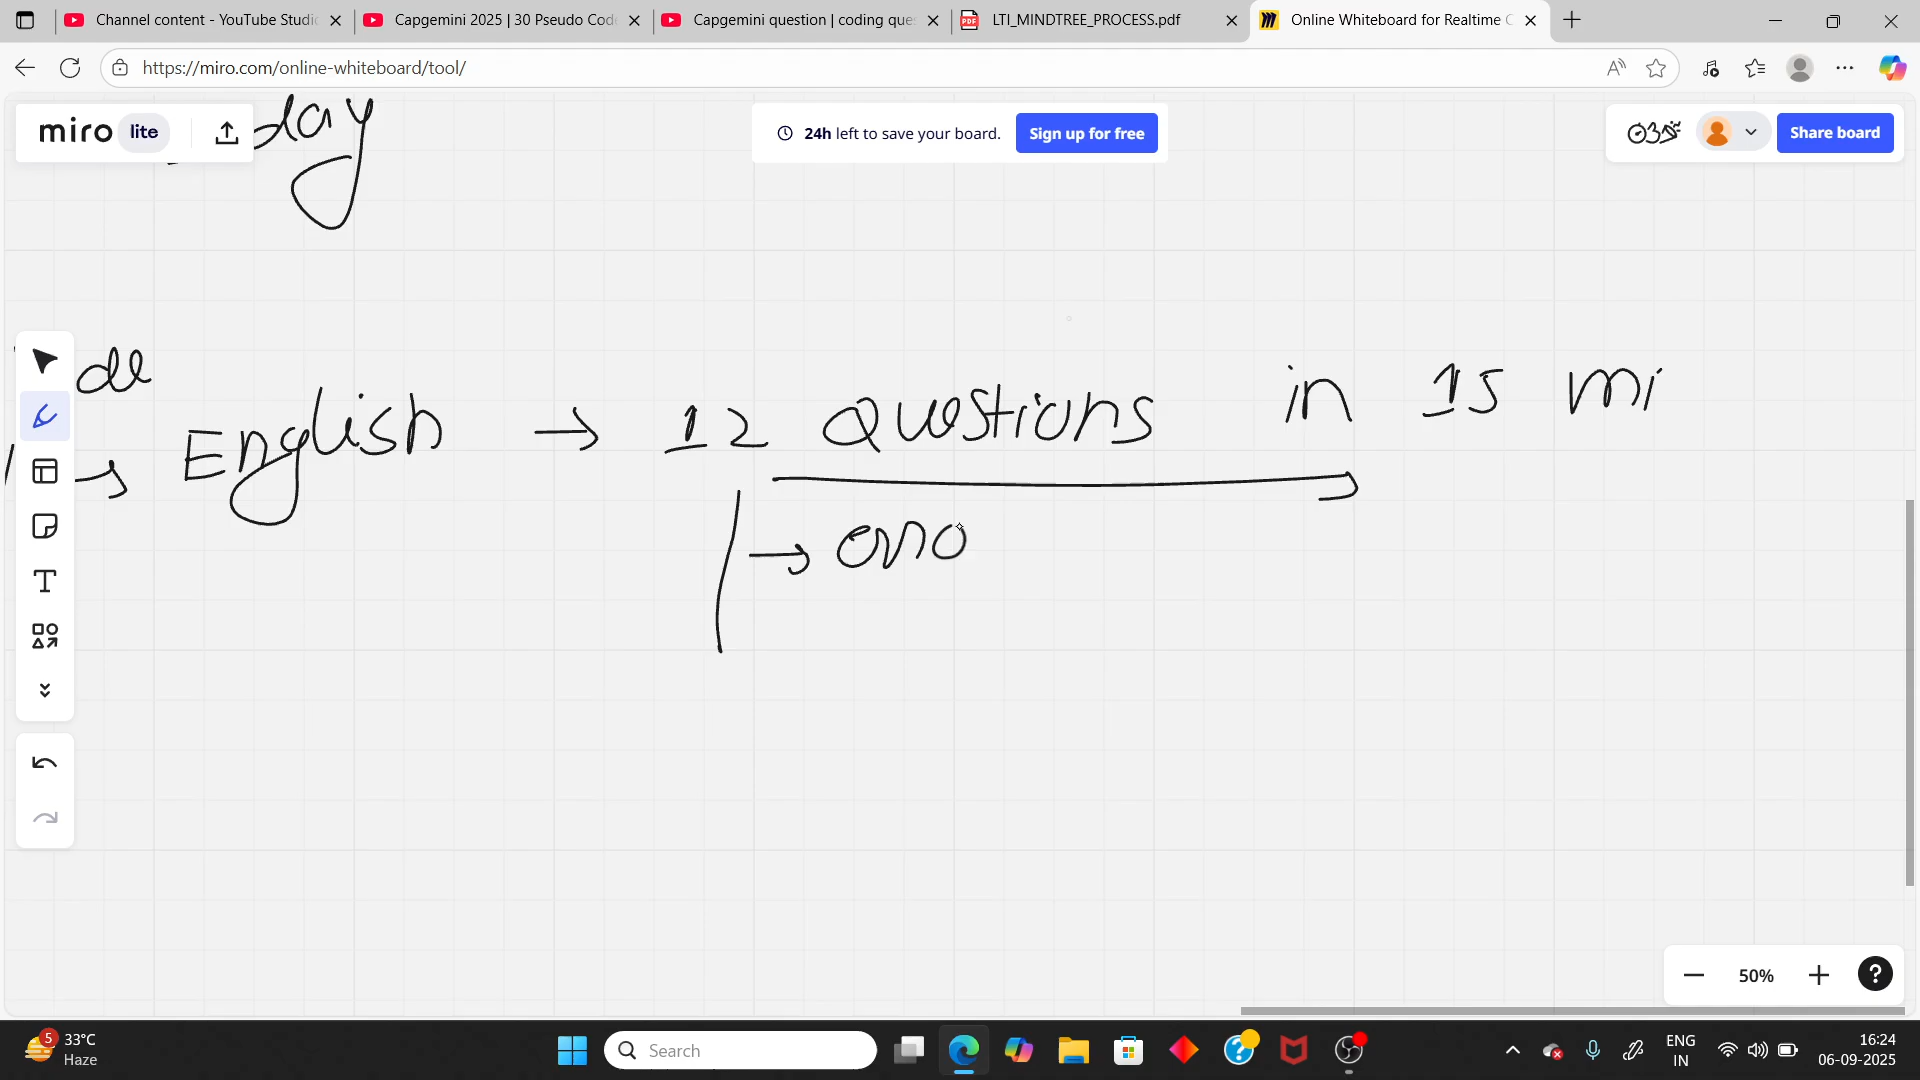 Channel content - YouTube Studi
Capgemini 2025 | 30 Pseudo Cod
Capgemini question | coding que
PDF LTI_MINDTREE_PROCESS.pdf
Online Whiteboard for Realtime C
https://miro.com/online-whiteboard/tool/
miro lite
24h left to save your board.
Sign up for free
Share board
day
de
English → 12 Questions in 15 mi
T
50%
5
33°C
Haze
Search
ENG
IN
16:24
06-09-2025